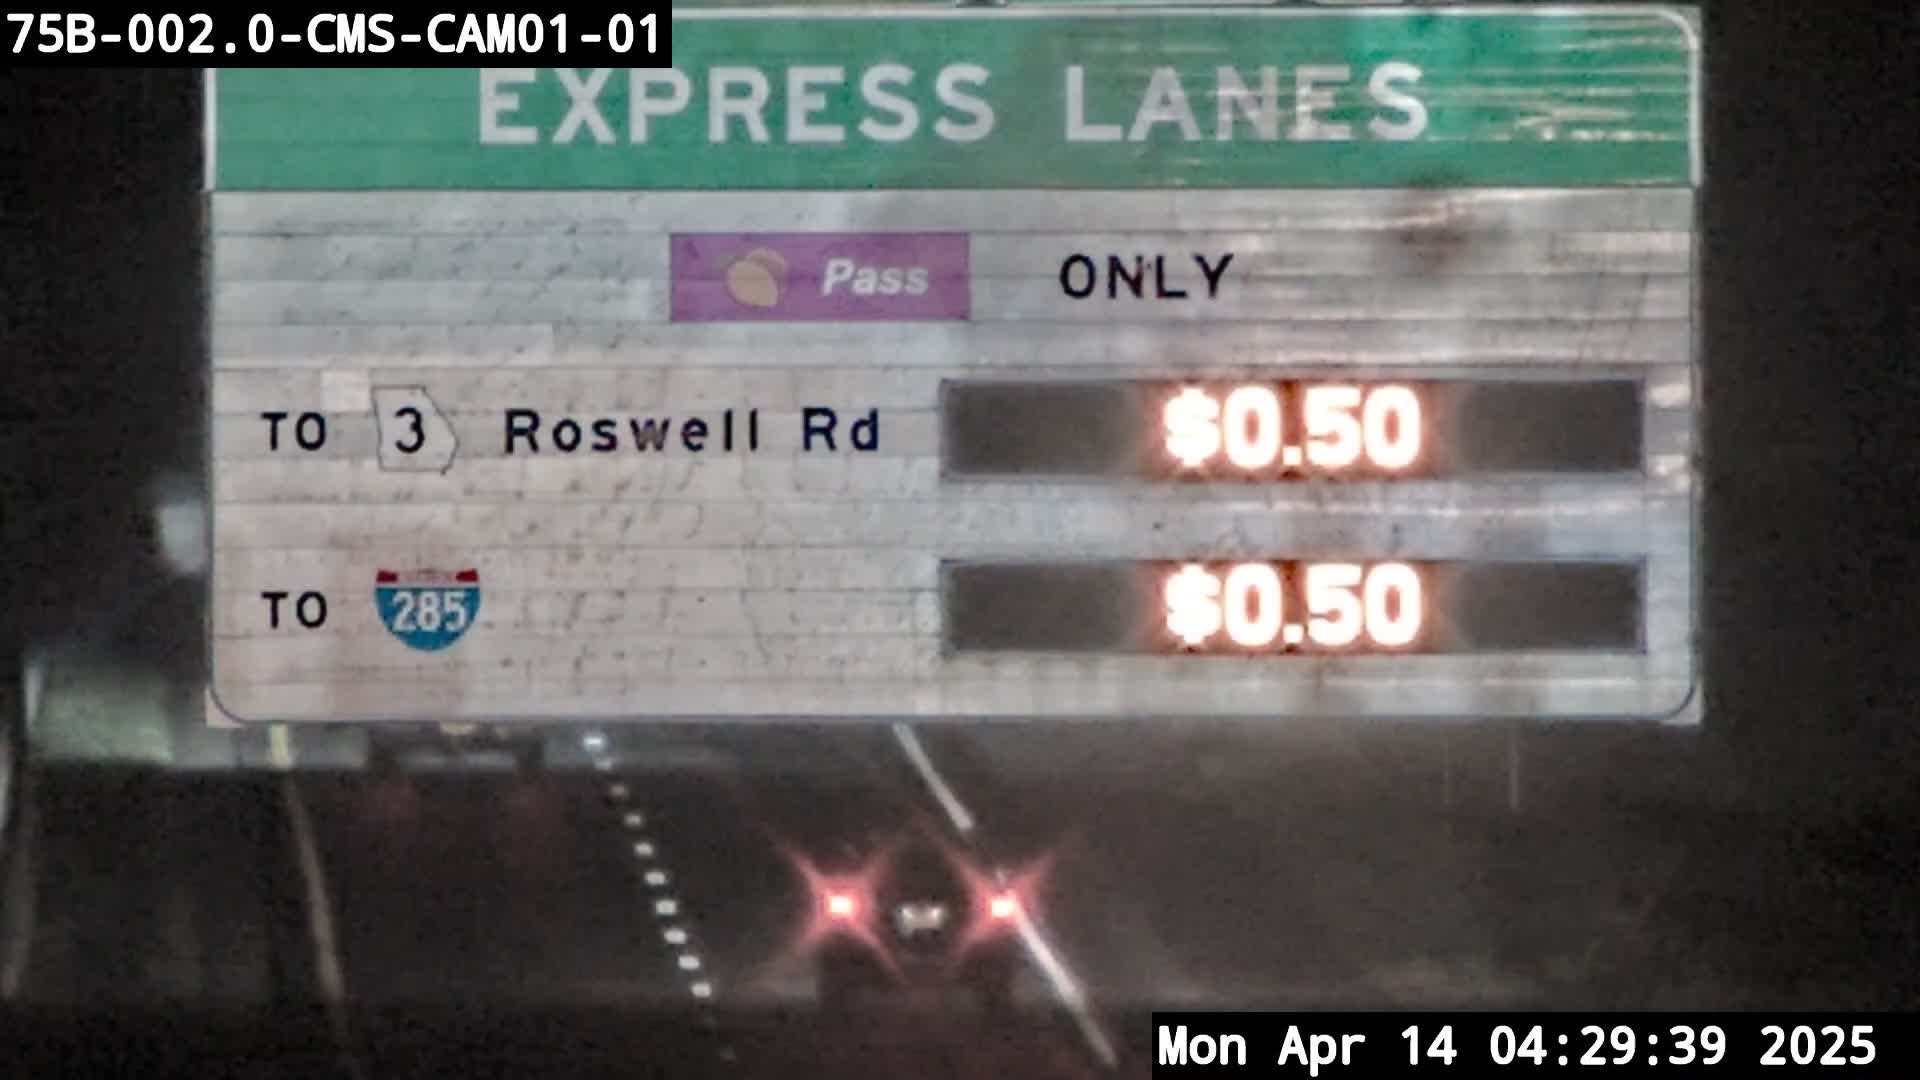 75B-002.0-CMS-CAM01-01
EXPRESS LANES
Pass ONLY
TO 3 Roswell Rd $0.50
TO 285 $0.50
Mon Apr 14 04:29:39 2025